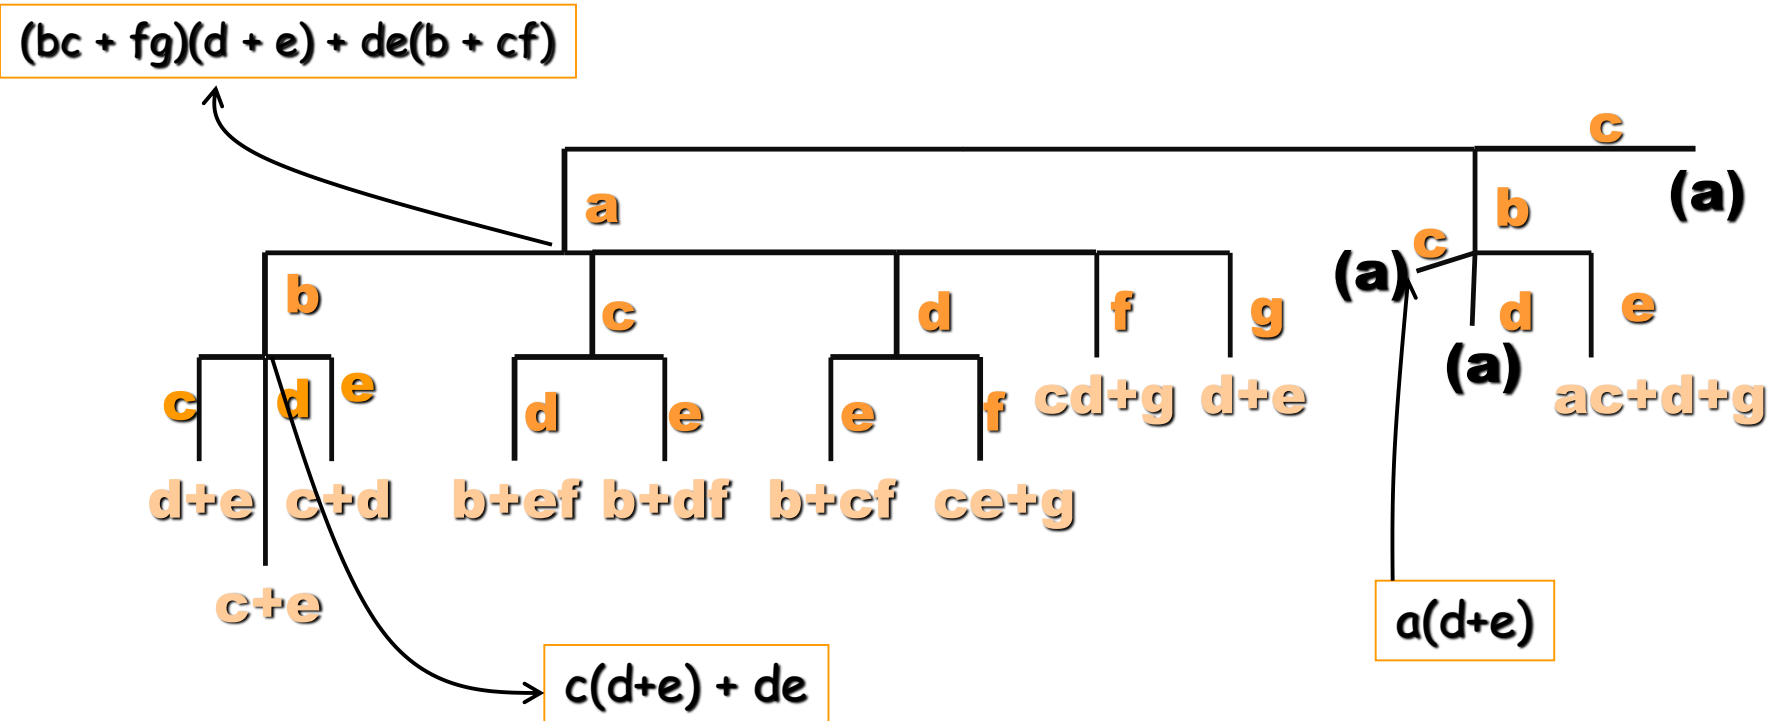 (bc + fg)(d + e) + de(b + cf)
c
a
b
(a)
c
(a)
b
c
d
f
g
d
e
(a)
c
d
e
d
e
e
f
cd+g
d+e
ac+d+g
d+e
c+d
b+ef
b+df
b+cf
ce+g
c+e
a(d+e)
c(d+e) + de